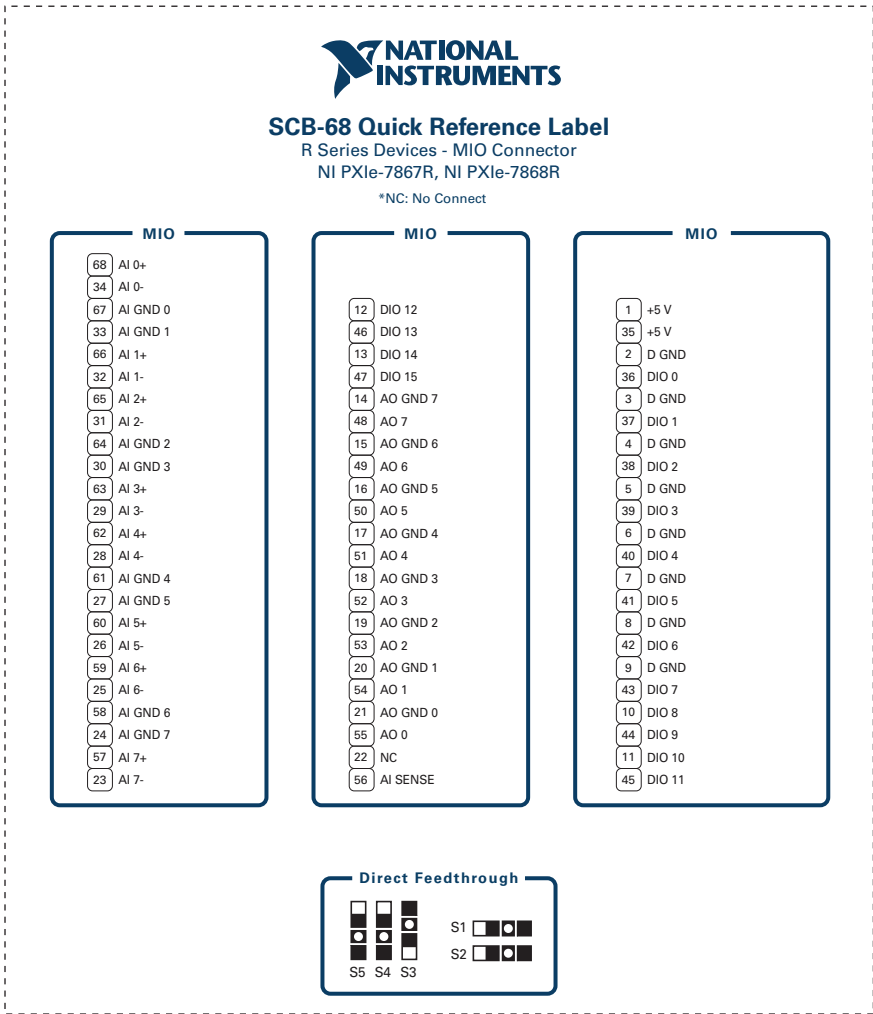 NATIONAL
INSTRUMENTS
SCB-68 Quick Reference Label
R Series Devices - MIO Connector
NI PXIe-7867R, NI PXIe-7868R
*NC: No Connect
MIO
68 AI 0+
34 AI 0-
67 AI GND 0
33 AI GND 1
66 AI 1+
32 AI 1-
65 AI 2+
31 AI 2-
64 AI GND 2
30 AI GND 3
63 AI 3+
29 AI 3-
62 AI 4+
28 AI 4-
61 AI GND 4
27 AI GND 5
60 AI 5+
26 AI 5-
59 AI 6+
25 AI 6-
58 AI GND 6
24 AI GND 7
57 AI 7+
23 AI 7-
MIO
12 DIO 12
46 DIO 13
13 DIO 14
47 DIO 15
14 AO GND 7
48 AO 7
15 AO GND 6
49 AO 6
16 AO GND 5
50 AO 5
17 AO GND 4
51 AO 4
18 AO GND 3
52 AO 3
19 AO GND 2
53 AO 2
20 AO GND 1
54 AO 1
21 AO GND 0
55 AO 0
22 NC
56 AI SENSE
MIO
1 +5 V
35 +5 V
2 D GND
36 DIO 0
3 D GND
37 DIO 1
4 D GND
38 DIO 2
5 D GND
39 DIO 3
6 D GND
40 DIO 4
7 D GND
41 DIO 5
8 D GND
42 DIO 6
9 D GND
43 DIO 7
10 DIO 8
44 DIO 9
11 DIO 10
45 DIO 11
Direct Feedthrough
S5 S4 S3
S1
S2